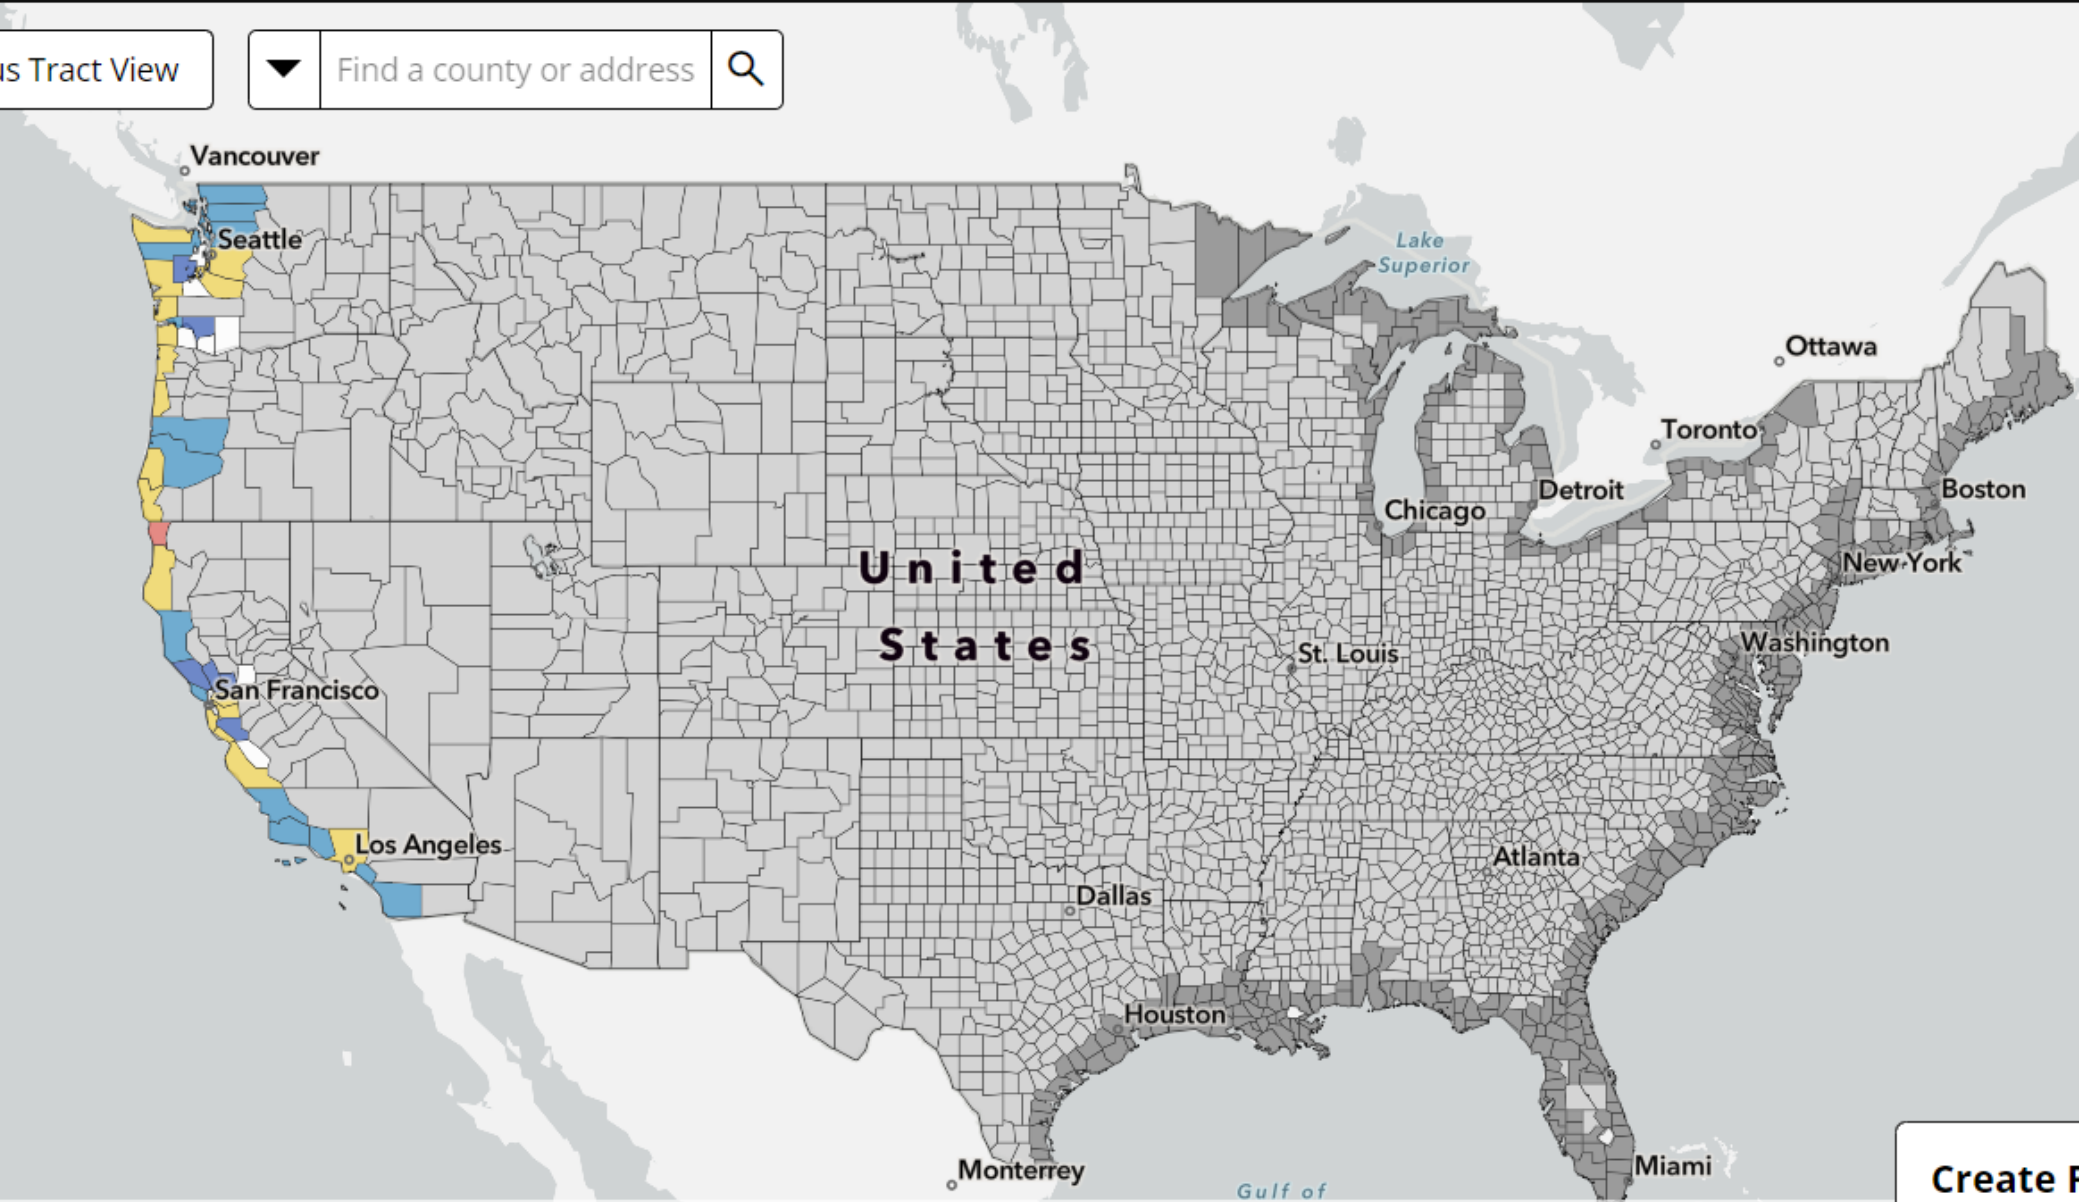 us Tract View
Find a county or address
Vancouver
Seattle
Lake
Superior
Ottawa
Toronto
Detroit
Boston
Chicago
New York
United
States
Washington
St. Louis
San Francisco
Los Angeles
Atlanta
Dallas
Houston
Monterrey
Miami
Gulf of
Create